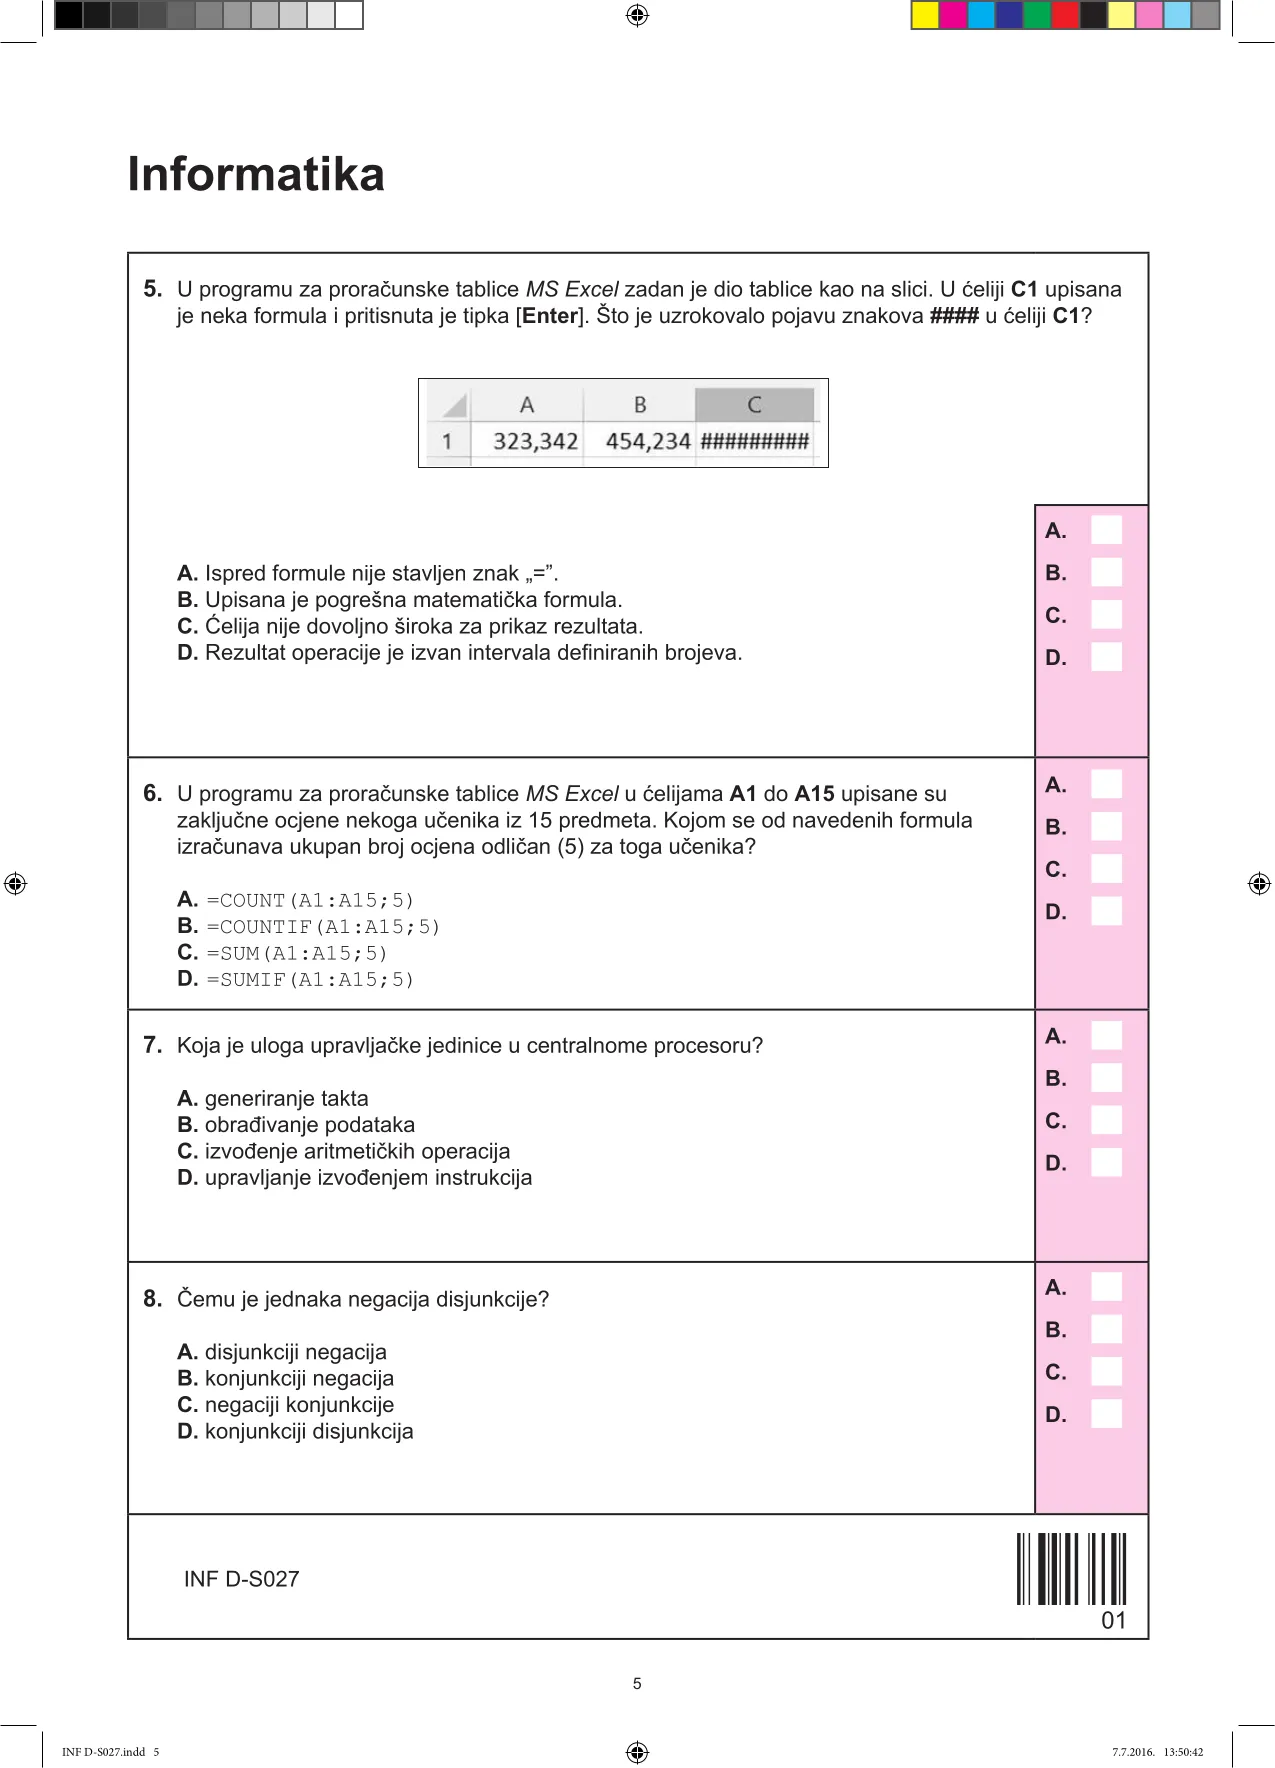 Informatika
5. U programu za proračunske tablice MS Excel zadan je dio tablice kao na slici. U ćeliji C1 upisana
je neka formula i pritisnuta je tipka [Enter]. Što je uzrokovalo pojavu znakova #### u ćeliji C1?
A B C
1 323,342 454,234 #########
A. Ispred formule nije stavljen znak „=”.
B. Upisana je pogrešna matematička formula.
C. Ćelija nije dovoljno široka za prikaz rezultata.
D. Rezultat operacije je izvan intervala definiranih brojeva.
A.
B.
C.
D.
6. U programu za proračunske tablice MS Excel u ćelijama A1 do A15 upisane su
zaključne ocjene nekoga učenika iz 15 predmeta. Kojom se od navedenih formula
izračunava ukupan broj ocjena odličan (5) za toga učenika?
A. =COUNT(A1:A15;5)
B. =COUNTIF(A1:A15;5)
C. =SUM(A1:A15;5)
D. =SUMIF(A1:A15;5)
A.
B.
C.
D.
7. Koja je uloga upravljačke jedinice u centralnome procesoru?
A. generiranje takta
B. obrađivanje podataka
C. izvođenje aritmetičkih operacija
D. upravljanje izvođenjem instrukcija
A.
B.
C.
D.
8. Čemu je jednaka negacija disjunkcije?
A. disjunkciji negacija
B. konjunkciji negacija
C. negaciji konjunkcije
D. konjunkciji disjunkcija
A.
B.
C.
D.
INF D-S027
01
5
INF D-S027.indd 5
7.7.2016. 13:50:42